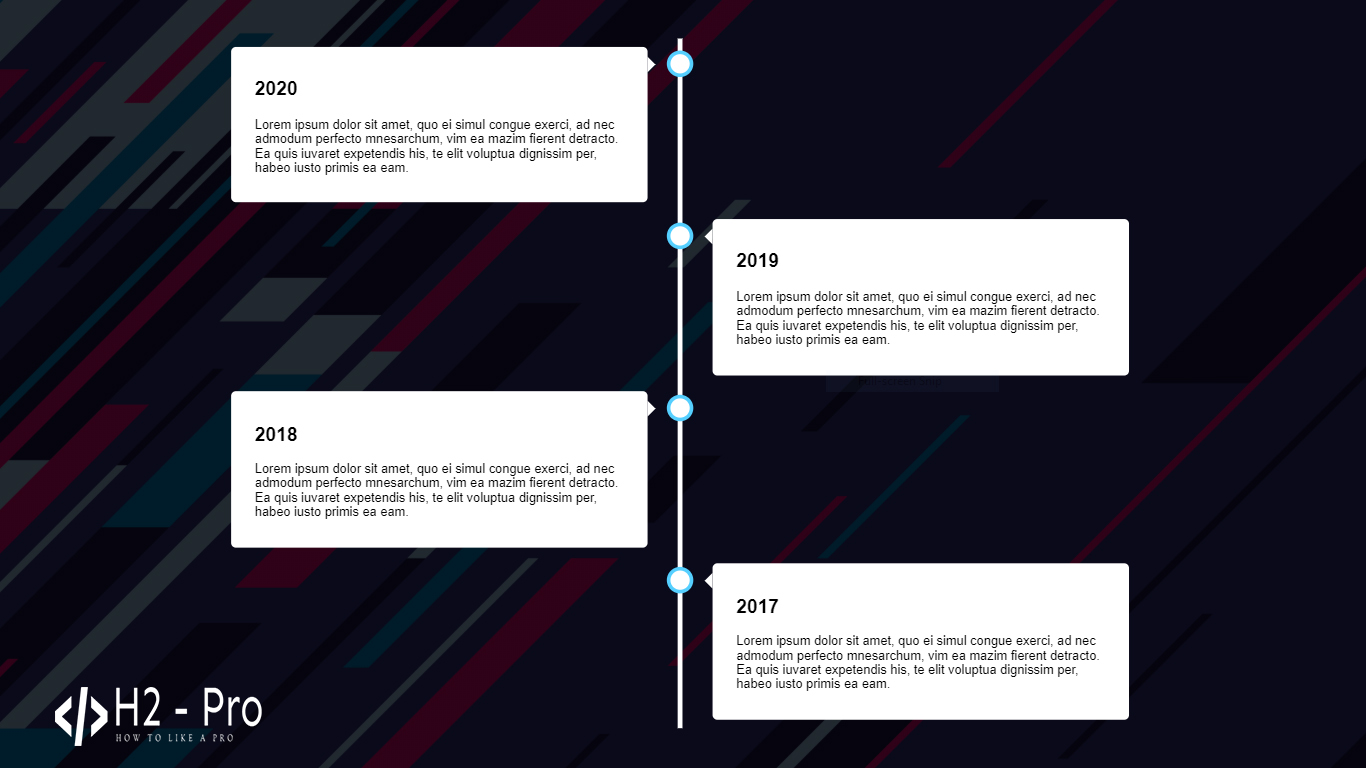 2020
Lorem ipsum dolor sit amet, quo ei simul congue exerci, ad nec
admodum perfecto mnesarchum, vim ea mazim fierent detracto.
Ea quis iuvaret expetendis his, te elit voluptua dignissim per,
habeo iusto primis ea eam.
2019
Lorem ipsum dolor sit amet, quo ei simul congue exerci, ad nec
admodum perfecto mnesarchum, vim ea mazim fierent detracto.
Ea quis iuvaret expetendis his, te elit voluptua dignissim per,
habeo iusto primis ea eam.
2018
Lorem ipsum dolor sit amet, quo ei simul congue exerci, ad nec
admodum perfecto mnesarchum, vim ea mazim fierent detracto.
Ea quis iuvaret expetendis his, te elit voluptua dignissim per,
habeo iusto primis ea eam.
2017
Lorem ipsum dolor sit amet, quo ei simul congue exerci, ad nec
admodum perfecto mnesarchum, vim ea mazim fierent detracto.
Ea quis iuvaret expetendis his, te elit voluptua dignissim per,
habeo iusto primis ea eam.
</> H2 - Pro
HOW TO LIKE A PRO